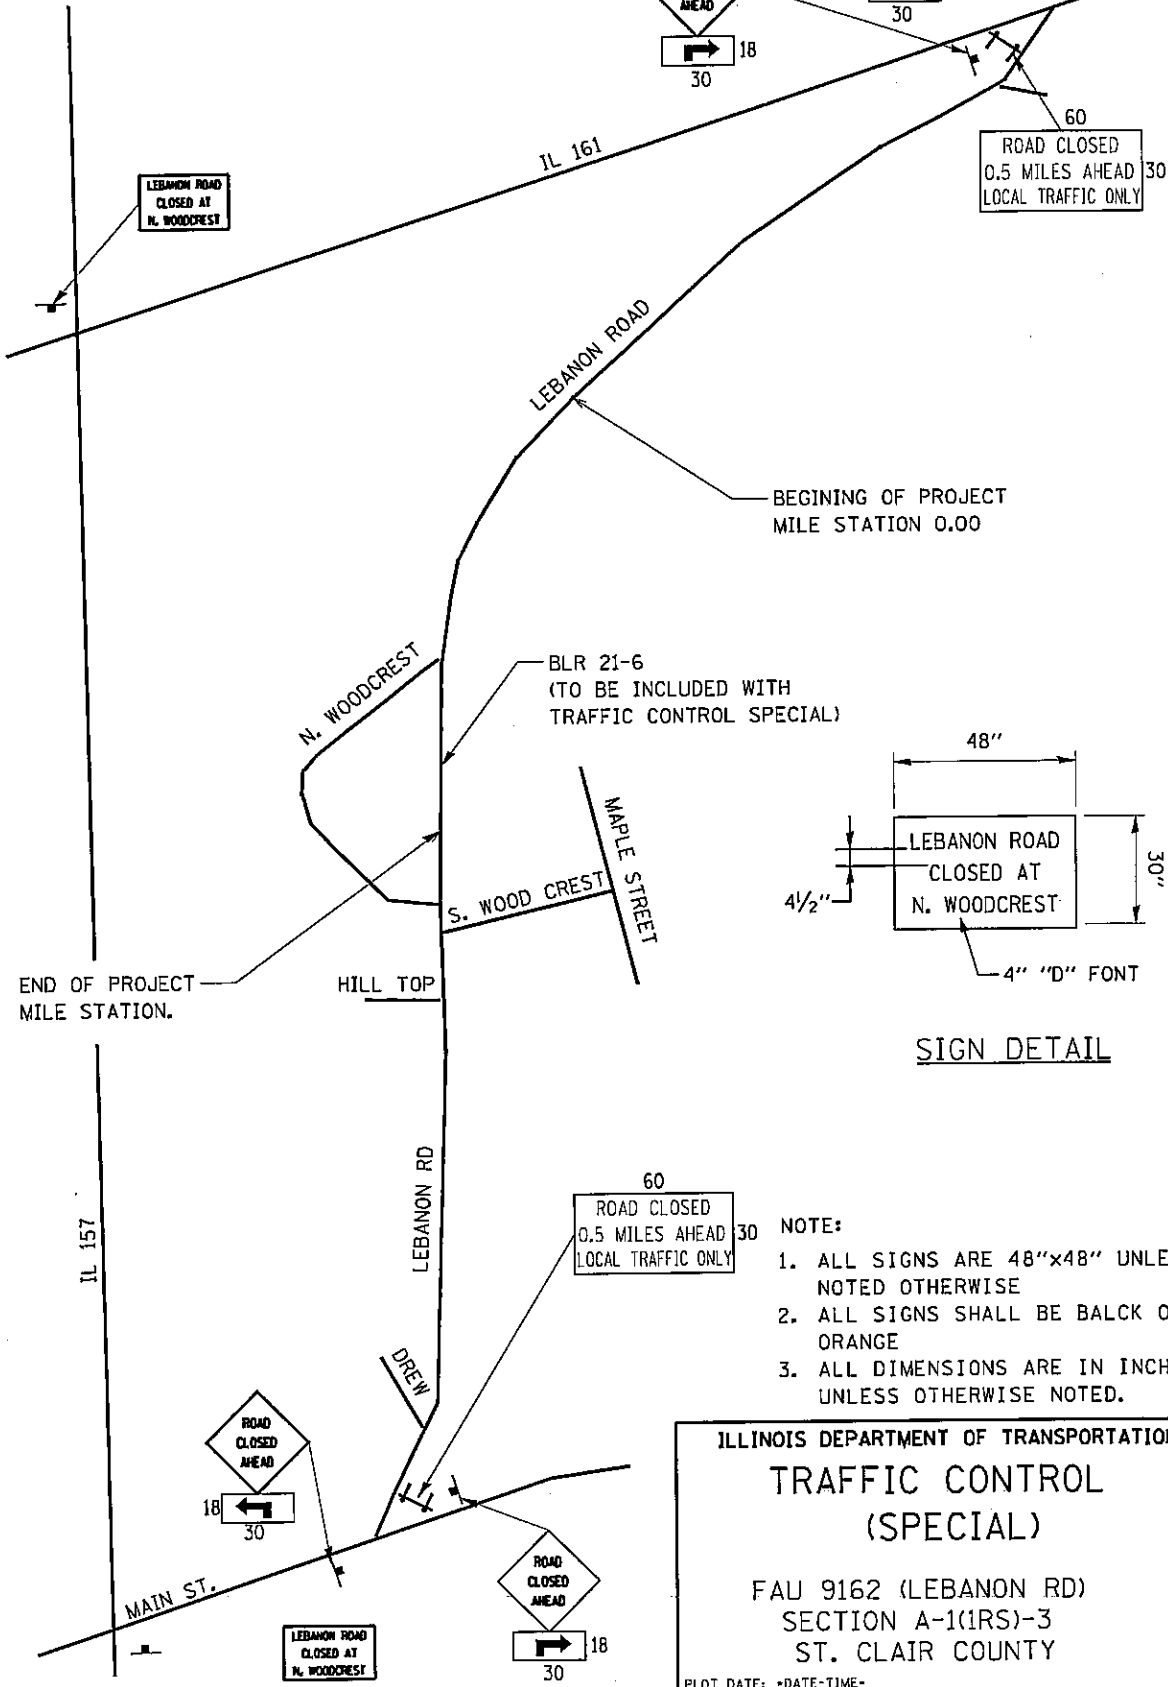 AHEAD
30
18
30
IL 161
60
ROAD CLOSED
0.5 MILES AHEAD
LOCAL TRAFFIC ONLY
30
LEBANON ROAD
CLOSED AT
N. WOODCREST
LEBANON ROAD
BEGINING OF PROJECT
MILE STATION 0.00
N. WOODCREST
BLR 21-6
(TO BE INCLUDED WITH
TRAFFIC CONTROL SPECIAL)
MAPLE STREET
S. WOOD CREST
48"
LEBANON ROAD
CLOSED AT
N. WOODCREST
30"
4½"
4" "D" FONT
SIGN DETAIL
END OF PROJECT
MILE STATION.
HILL TOP
LEBANON RD
IL 157
60
ROAD CLOSED
0.5 MILES AHEAD
LOCAL TRAFFIC ONLY
30
NOTE:
1. ALL SIGNS ARE 48"x48" UNLE
NOTED OTHERWISE
2. ALL SIGNS SHALL BE BALCK O
ORANGE
3. ALL DIMENSIONS ARE IN INCH
UNLESS OTHERWISE NOTED.
DREW
ROAD
CLOSED
AHEAD
18
30
MAIN ST.
LEBANON ROAD
CLOSED AT
N. WOODCREST
ROAD
CLOSED
AHEAD
18
30
ILLINOIS DEPARTMENT OF TRANSPORTATIO
TRAFFIC CONTROL
(SPECIAL)
FAU 9162 (LEBANON RD)
SECTION A-1(1RS)-3
ST. CLAIR COUNTY
PLOT DATE: *DATE-TIME*